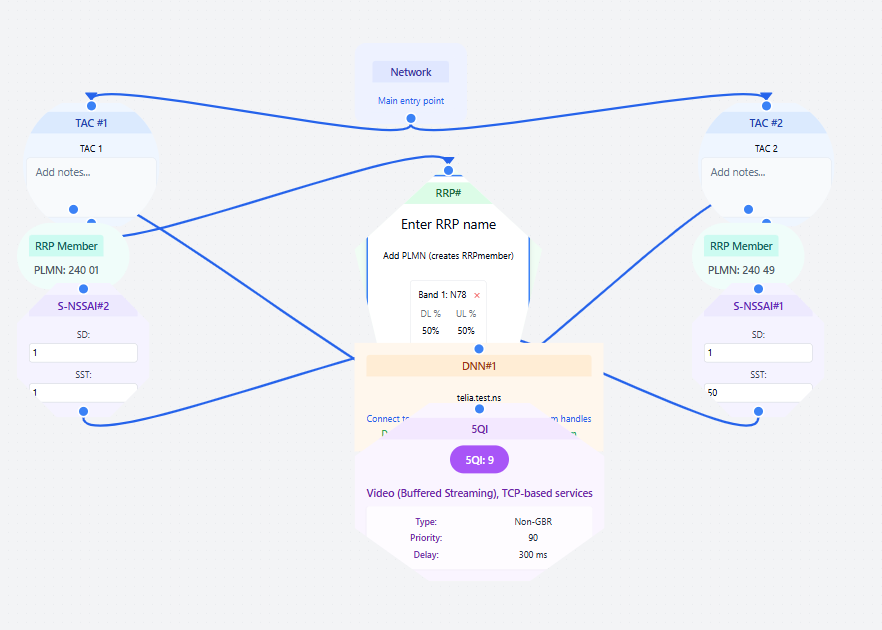 Network
Main entry point
TAC #1
TAC 1
Add notes...
RRP Member
PLMN: 240 01
S-NSSAI#2
SD:
1
SST:
1
RRP#
Enter RRP name
Add PLMN (creates RRPmember)
Band 1: N78 ×
DL % UL %
50% 50%
DNN#1
telia.test.ns
Connect to handles
5QI
5QI: 9
Video (Buffered Streaming), TCP-based services
Type: Non-GBR
Priority: 90
Delay: 300 ms
TAC #2
TAC 2
Add notes...
RRP Member
PLMN: 240 49
S-NSSAI#1
SD:
1
SST:
50